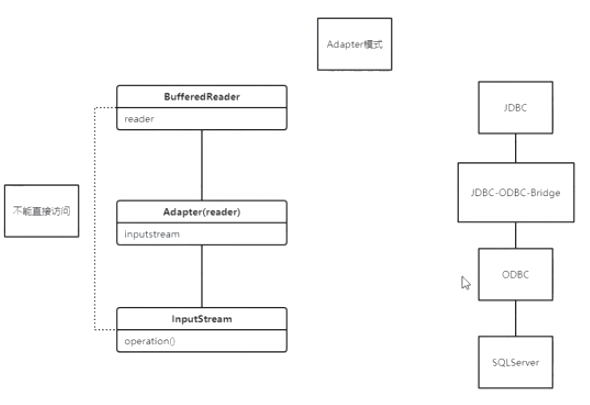 Adapter模式
BufferedReader
reader
不能直接访问
Adapter(reader)
inputstream
InputStream
operation()
JDBC
JDBC-ODBC-Bridge
ODBC
SQLServer